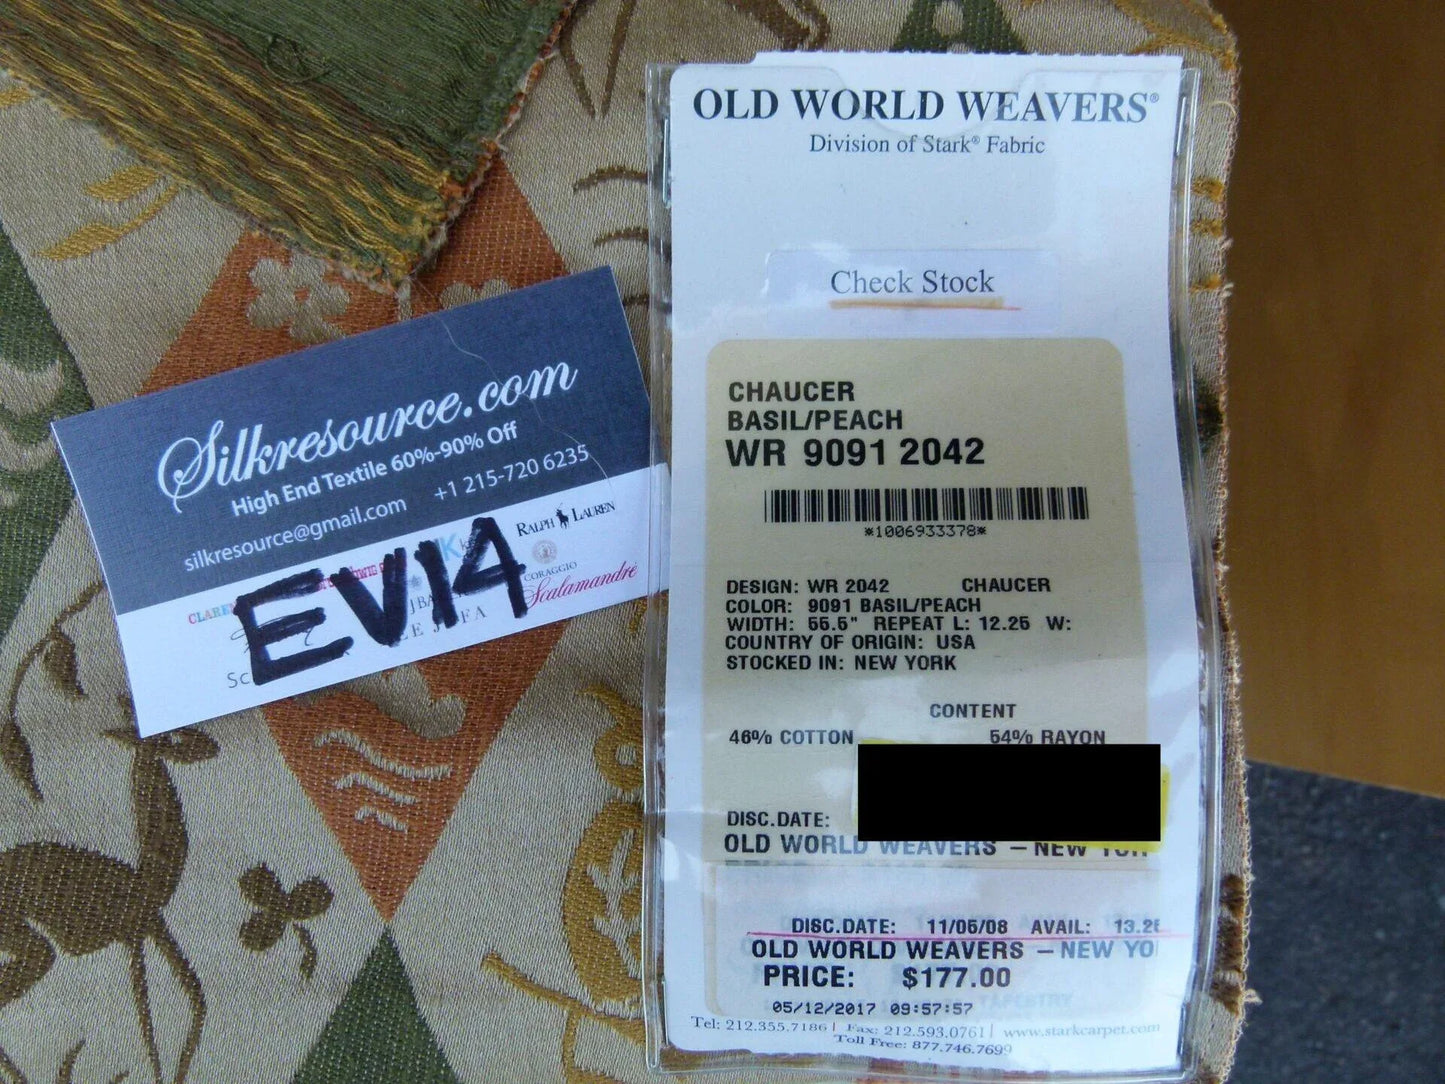 OLD WORLD WEAVERS®
Division of Stark® Fabric
Check Stock
CHAUCER
BASIL/PEACH
WR 9091 2042
*1006933378*
DESIGN: WR 2042 CHAUCER
COLOR: 9091 BASIL/PEACH
WIDTH: 55.5" REPEAT L: 12.25 W:
COUNTRY OF ORIGIN: USA
STOCKED IN: NEW YORK
CONTENT
46% COTTON 54% RAYON
DISC.DATE:
OLD WORLD WEAVERS – NEW
DISC.DATE: 11/05/08 AVAIL:
OLD WORLD WEAVERS – NEW YO
PRICE: $177.00
05/12/2017 09:57:57
Tel: 212.355.7186 | Fax: 212.593.0761 | www.starkcarpet.com
Toll Free: 877.746.7699
Silkresource.com
High End Textile 60%-90% Off
silkresource@gmail.com +1 215-720 6235
RALPH LAUREN
CORAGGIO
Scalamandré
EV14